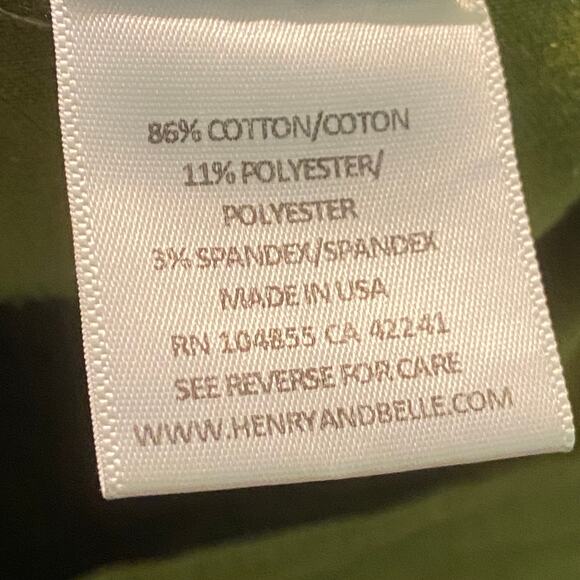 86% COTTON/COTON
11% POLYESTER/
POLYESTER
3% SPANDEX/SPANDEX
MADE IN USA
RN 104855 CA 42241
SEE REVERSE FOR CARE
WWW.HENRYANDBELLE.COM